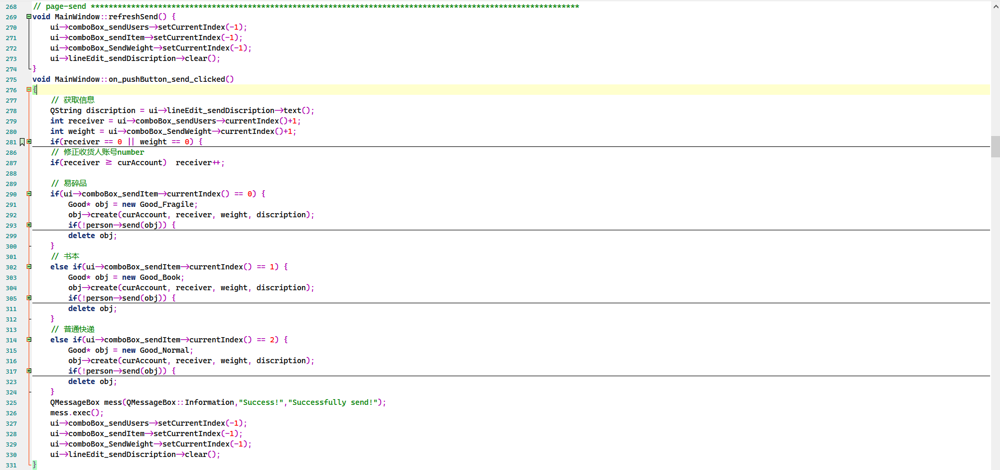 268 // page-send *************************************************************************************************************
269 void MainWindow::refreshSend() {
270 ui->comboBox_sendUsers->setCurrentIndex(-1);
271 ui->comboBox_sendItem->setCurrentIndex(-1);
272 ui->comboBox_SendWeight->setCurrentIndex(-1);
273 ui->lineEdit_sendDiscription->clear();
274 }
275 void MainWindow::on_pushButton_send_clicked()
276 {
277 // 获取信息
278 QString discription = ui->lineEdit_sendDiscription->text();
279 int receiver = ui->comboBox_sendUsers->currentIndex()+1;
280 int weight = ui->comboBox_SendWeight->currentIndex()+1;
281 if(receiver == 0 || weight == 0) {
286 // 修正收货人账号number
287 if(receiver >= curAccount)  receiver++;
288
289 // 易碎品
290 if(ui->comboBox_sendItem->currentIndex() == 0) {
291 Good* obj = new Good_Fragile;
292 obj->create(curAccount, receiver, weight, discription);
293 if(!person->send(obj)) {
299 delete obj;
300 }
301 // 书本
302 else if(ui->comboBox_sendItem->currentIndex() == 1) {
303 Good* obj = new Good_Book;
304 obj->create(curAccount, receiver, weight, discription);
305 if(!person->send(obj)) {
311 delete obj;
312 }
313 // 普通快递
314 else if(ui->comboBox_sendItem->currentIndex() == 2) {
315 Good* obj = new Good_Normal;
316 obj->create(curAccount, receiver, weight, discription);
317 if(!person->send(obj)) {
323 delete obj;
324 }
325 QMessageBox mess(QMessageBox::Information,"Success!","Successfully send!");
326 mess.exec();
327 ui->comboBox_sendUsers->setCurrentIndex(-1);
328 ui->comboBox_sendItem->setCurrentIndex(-1);
329 ui->comboBox_SendWeight->setCurrentIndex(-1);
330 ui->lineEdit_sendDiscription->clear();
331 }